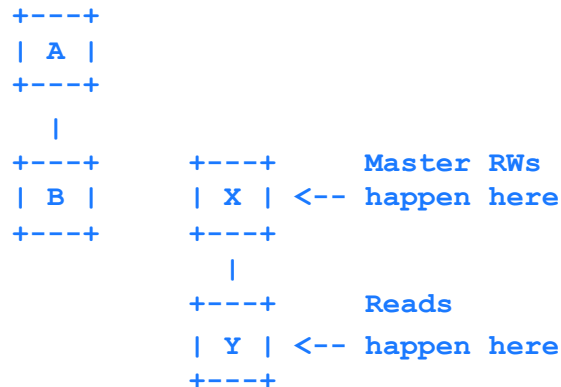 +---+
| A |
+---+
  |
+---+     +---+     Master RWs
| B |     | X | <-- happen here
+---+     +---+
            |
          +---+     Reads
          | Y | <-- happen here
          +---+